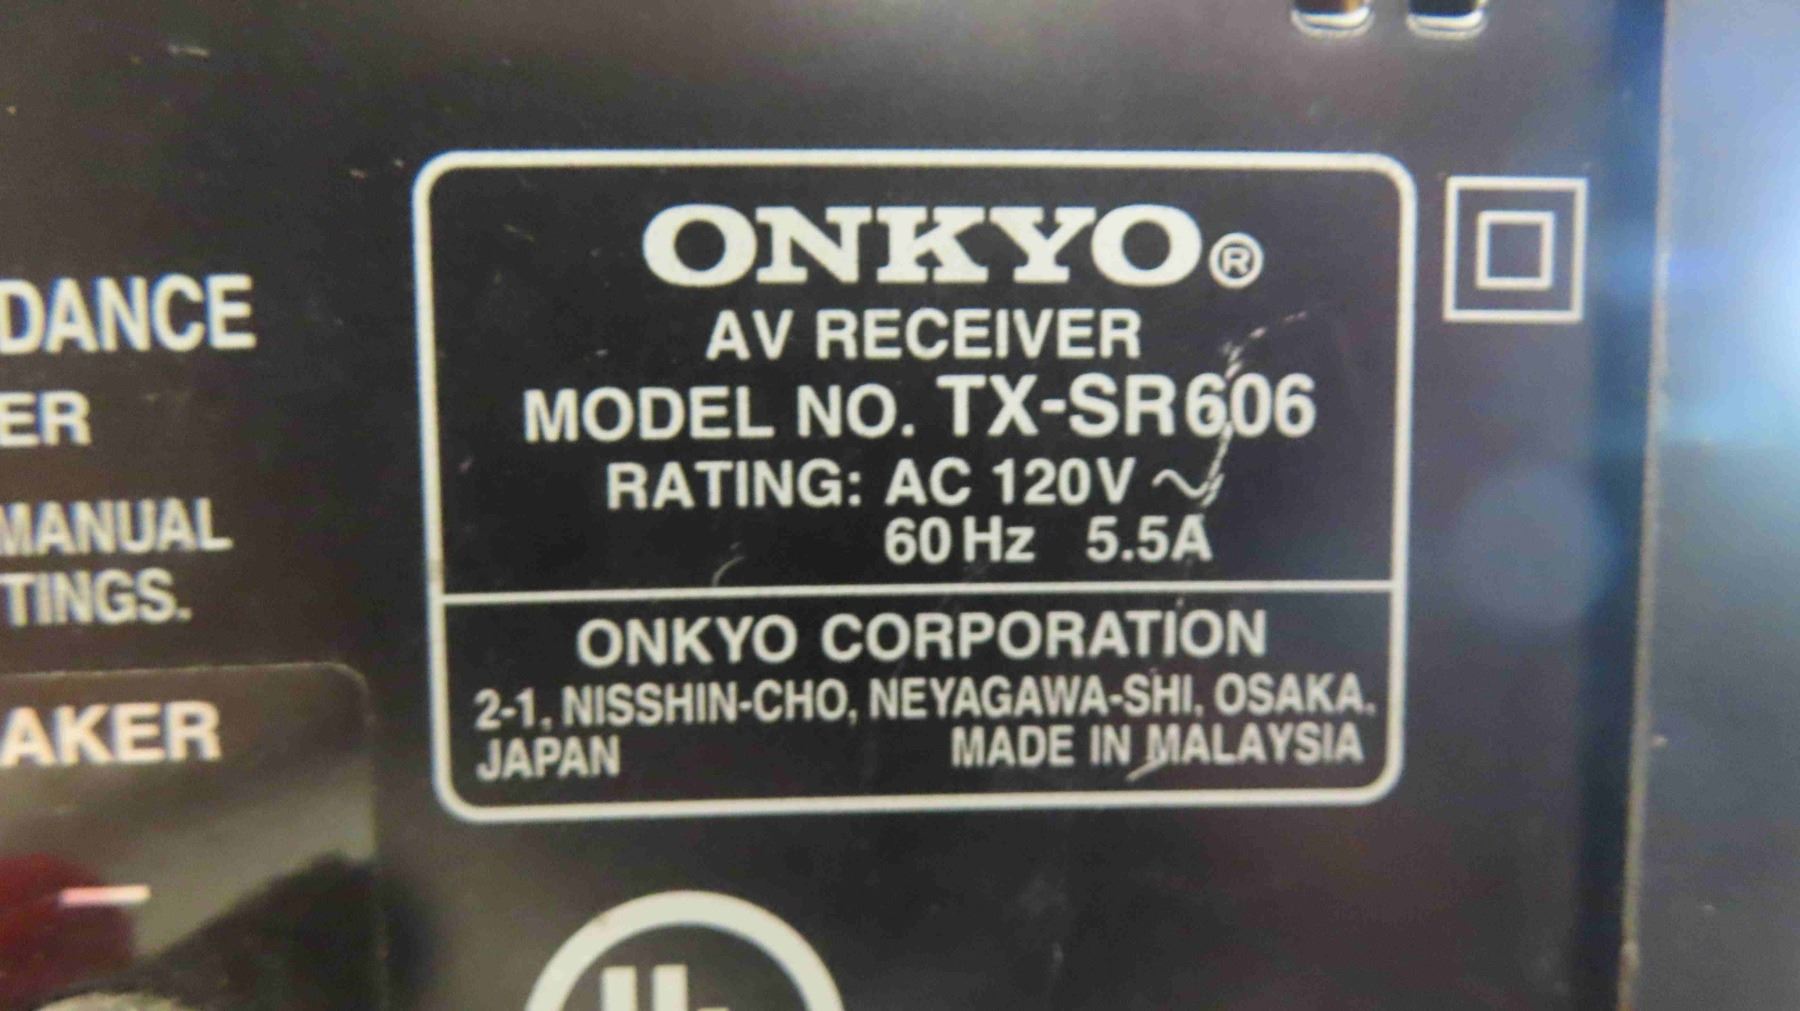 ONKYO®
AV RECEIVER
MODEL NO. TX-SR606
RATING: AC 120V ~
60 Hz 5.5A
ONKYO CORPORATION
2-1, NISSHIN-CHO, NEYAGAWA-SHI, OSAKA,
JAPAN MADE IN MALAYSIA
DANCE
ER
MANUAL
TINGS.
AKER
UL